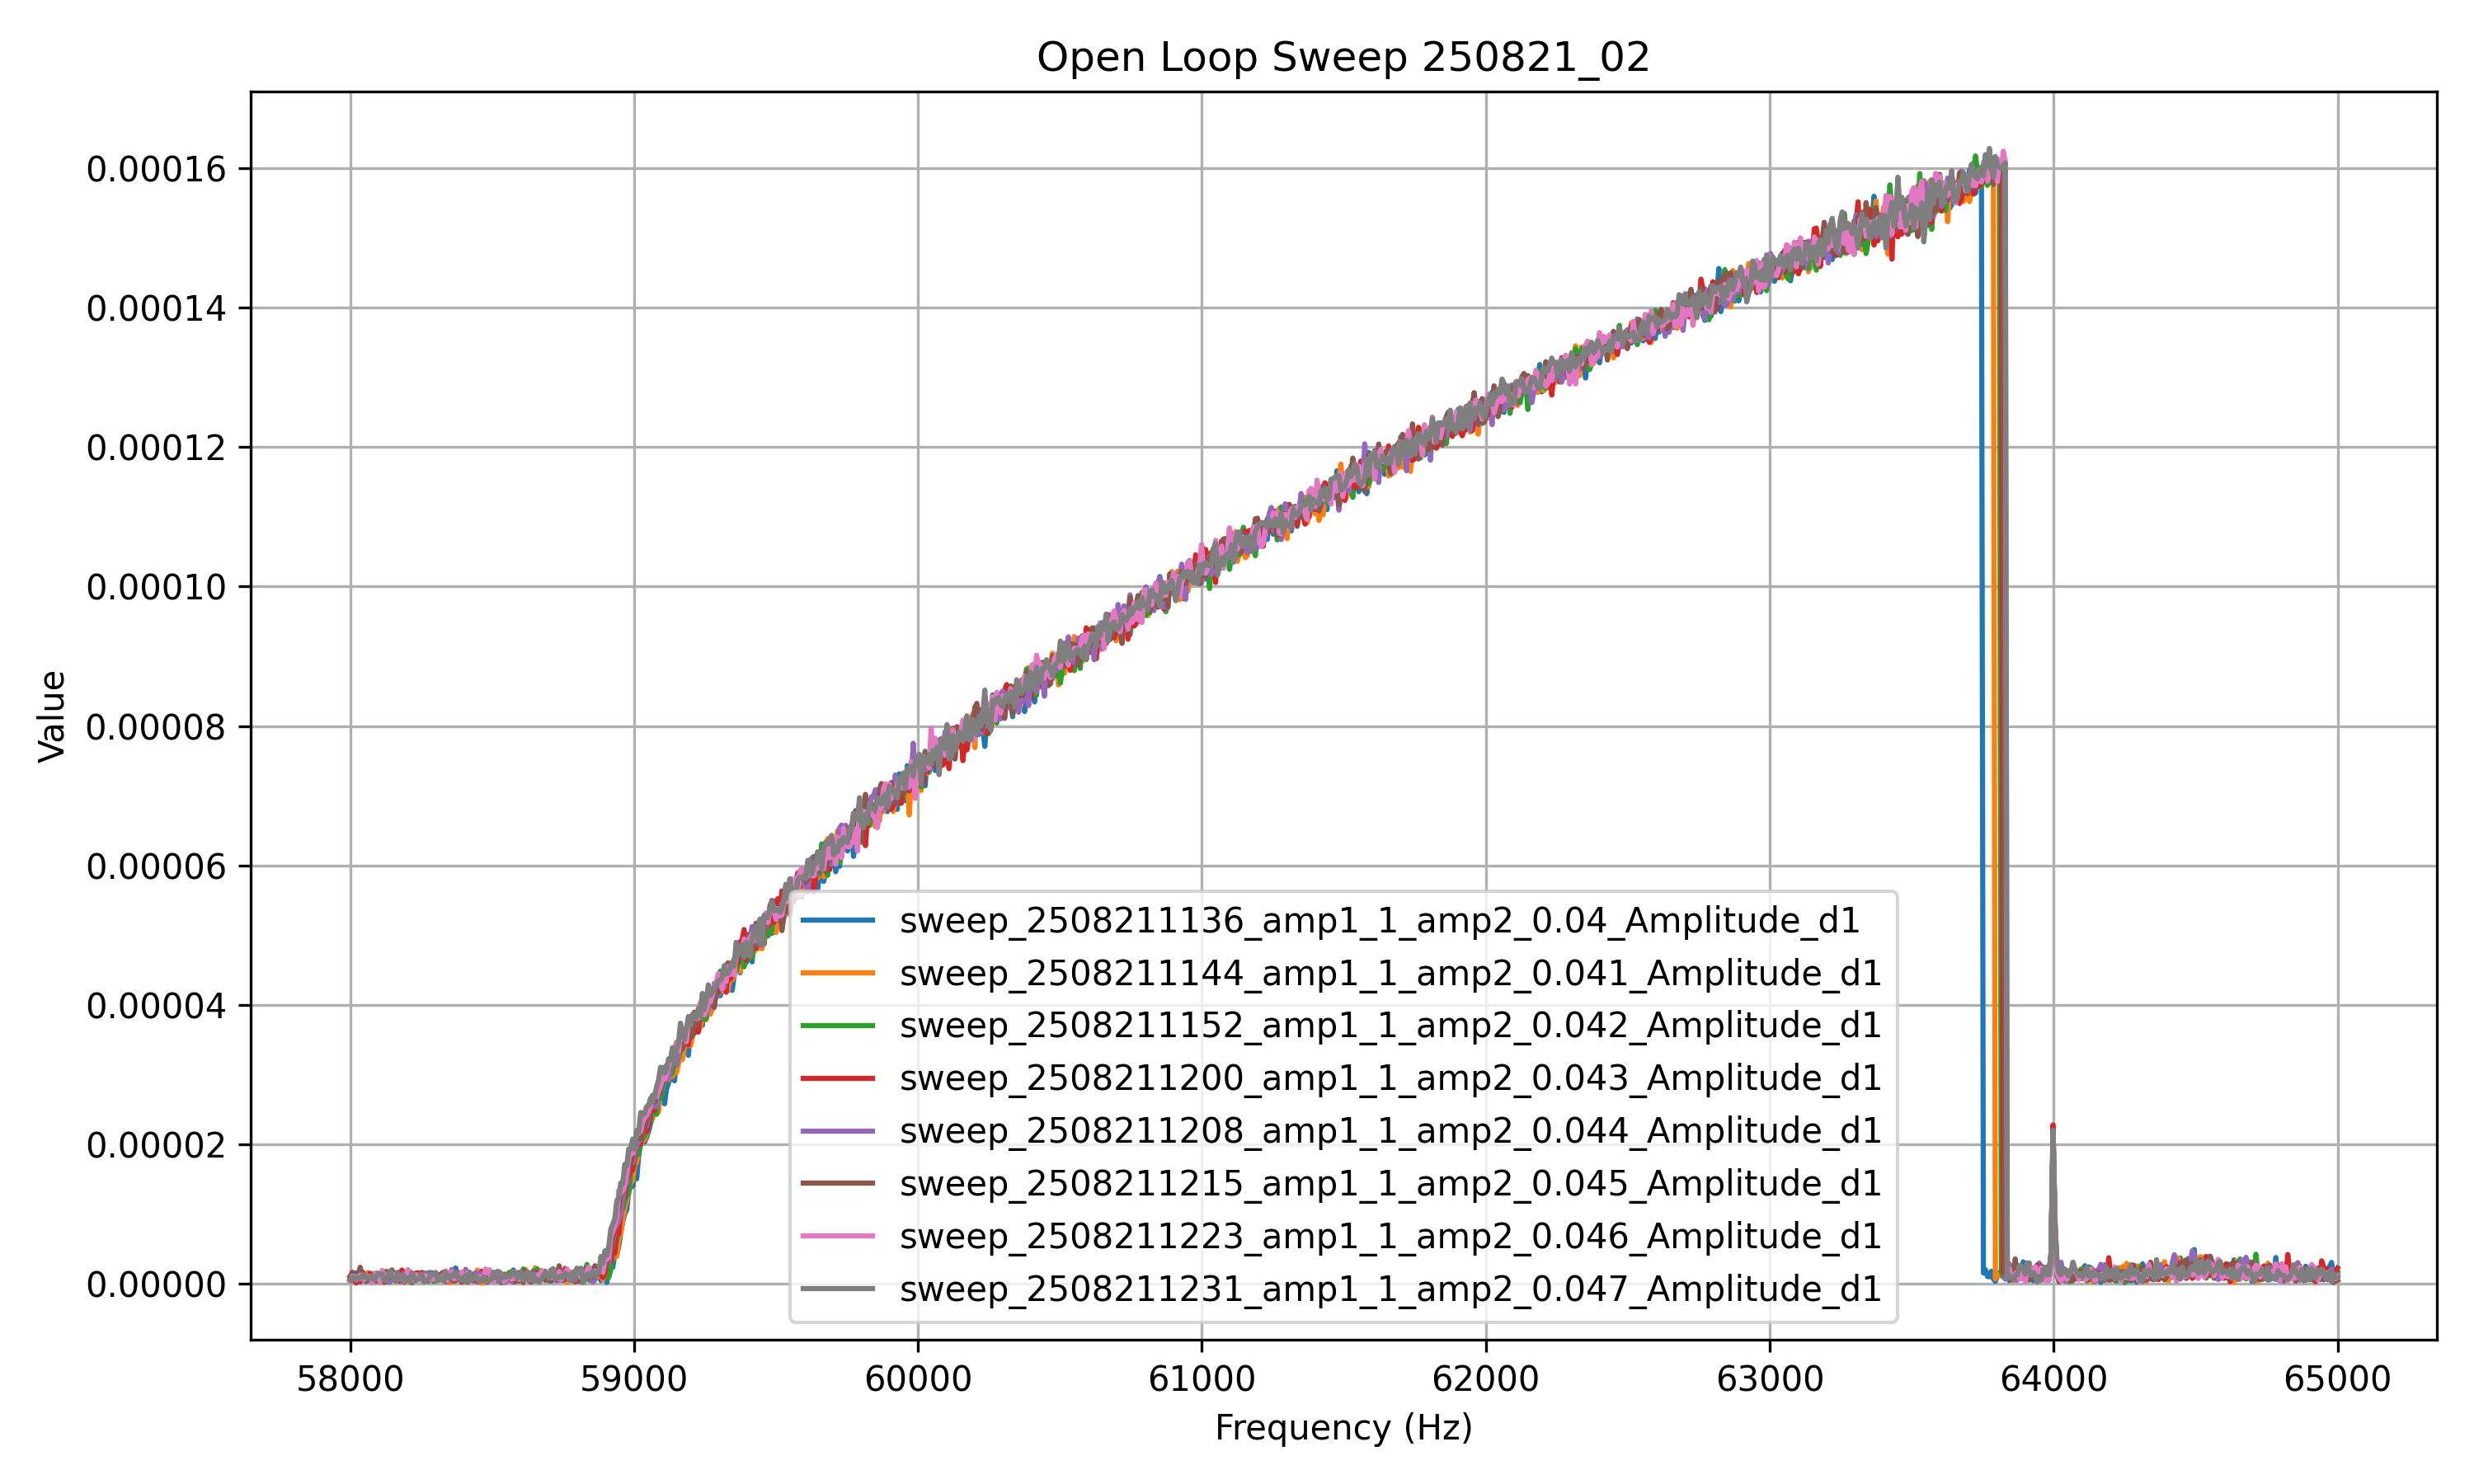 Open Loop Sweep 250821_02
Value
0.00016
0.00014
0.00012
0.00010
0.00008
0.00006
0.00004
0.00002
0.00000
sweep_2508211136_amp1_1_amp2_0.04_Amplitude_d1
sweep_2508211144_amp1_1_amp2_0.041_Amplitude_d1
sweep_2508211152_amp1_1_amp2_0.042_Amplitude_d1
sweep_2508211200_amp1_1_amp2_0.043_Amplitude_d1
sweep_2508211208_amp1_1_amp2_0.044_Amplitude_d1
sweep_2508211215_amp1_1_amp2_0.045_Amplitude_d1
sweep_2508211223_amp1_1_amp2_0.046_Amplitude_d1
sweep_2508211231_amp1_1_amp2_0.047_Amplitude_d1
58000 59000 60000 61000 62000 63000 64000 65000
Frequency (Hz)